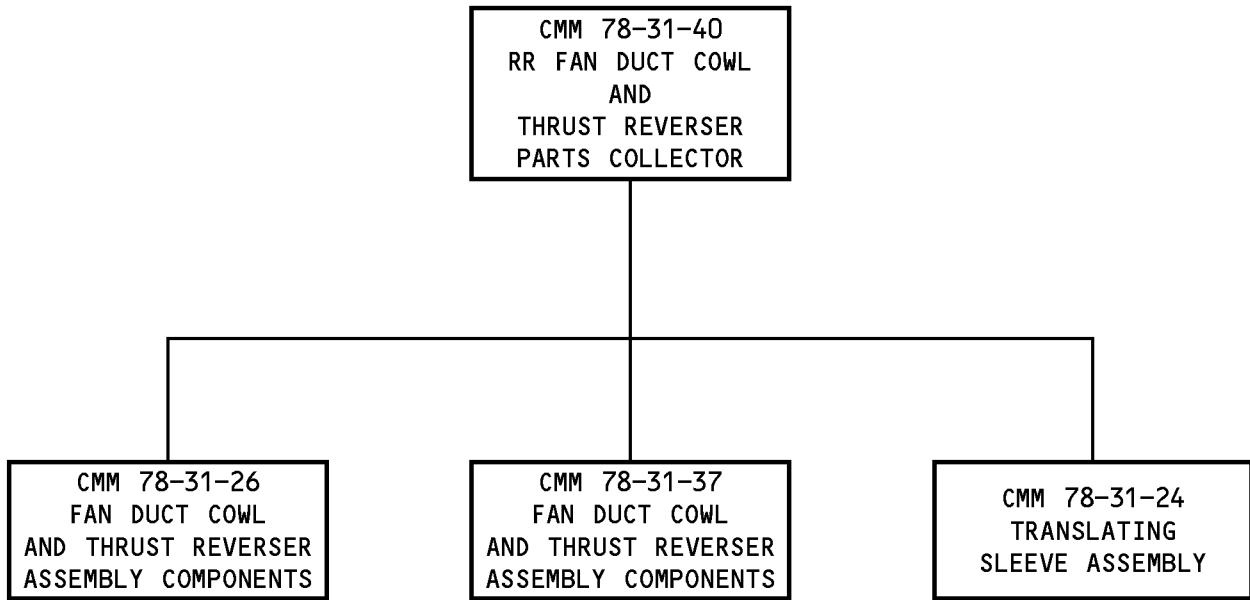 CMM 78-31-40
RR FAN DUCT COWL
AND
THRUST REVERSER
PARTS COLLECTOR
CMM 78-31-26
FAN DUCT COWL
AND THRUST REVERSER
ASSEMBLY COMPONENTS
CMM 78-31-37
FAN DUCT COWL
AND THRUST REVERSER
ASSEMBLY COMPONENTS
CMM 78-31-24
TRANSLATING
SLEEVE ASSEMBLY